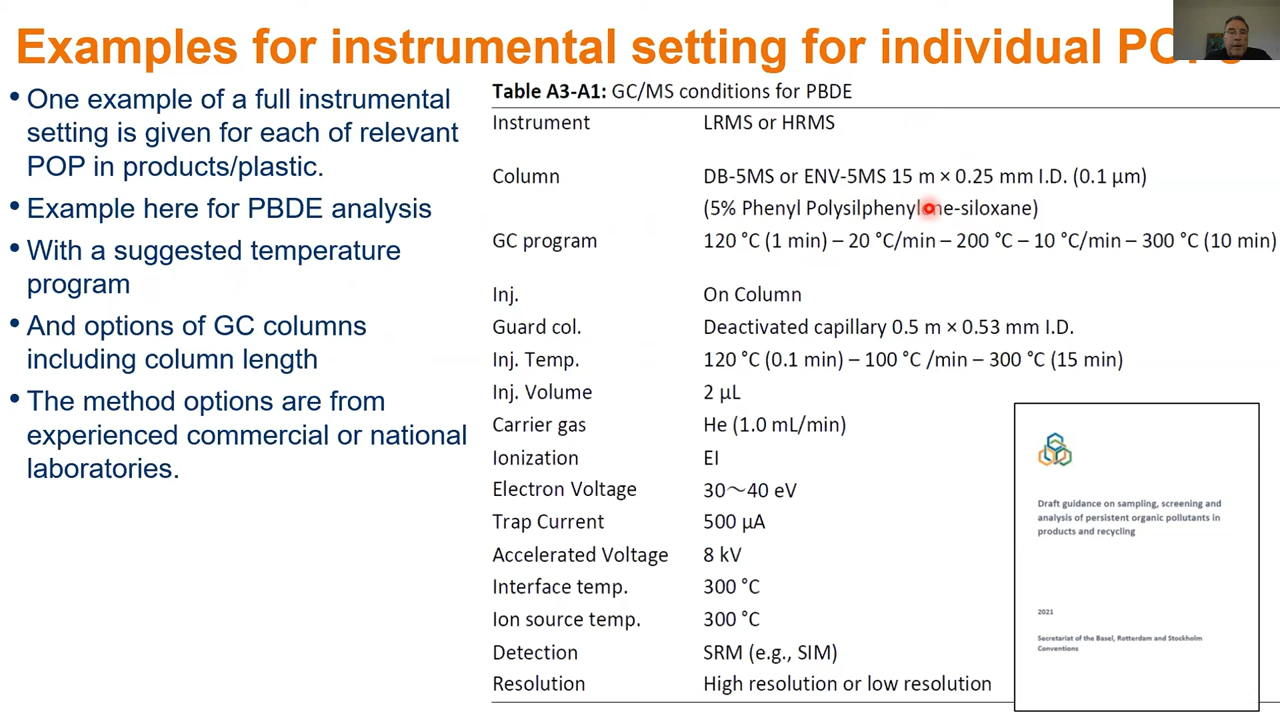 Examples for instrumental setting for individual
• One example of a full instrumental
setting is given for each of relevant
POP in products/plastic.
• Example here for PBDE analysis
• With a suggested temperature
program
• And options of GC columns
including column length
• The method options are from
experienced commercial or national
laboratories.
Table A3-A1: GC/MS conditions for PBDE
Instrument LRMS or HRMS
Column DB-5MS or ENV-5MS 15 m × 0.25 mm I.D. (0.1 µm)
(5% Phenyl Polysilphenylene-siloxane)
GC program 120 °C (1 min) – 20 °C/min – 200 °C – 10 °C/min – 300 °C (10 min)
Inj. On Column
Guard col. Deactivated capillary 0.5 m × 0.53 mm I.D.
Inj. Temp. 120 °C (0.1 min) – 100 °C /min – 300 °C (15 min)
Inj. Volume 2 µL
Carrier gas He (1.0 mL/min)
Ionization EI
Electron Voltage 30～40 eV
Trap Current 500 µA
Accelerated Voltage 8 kV
Interface temp. 300 °C
Ion source temp. 300 °C
Detection SRM (e.g., SIM)
Resolution High resolution or low resolution
Draft guidance on sampling, screening and
analysis of persistent organic pollutants in
products and recycling
2021
Secretariat of the Basel, Rotterdam and Stockholm
Conventions